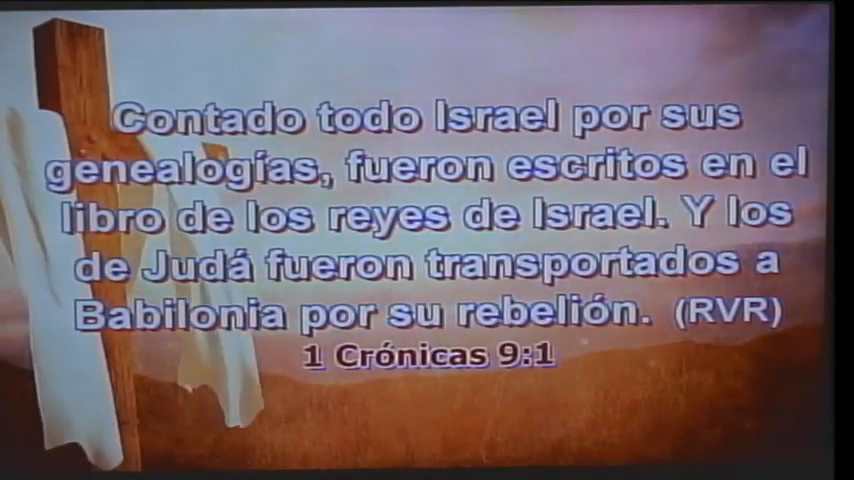 Contado todo Israel por sus
genealogías, fueron escritos en el
libro de los reyes de Israel. Y los
de Judá fueron transportados a
Babilonia por su rebelión. (RVR)
1 Crónicas 9:1